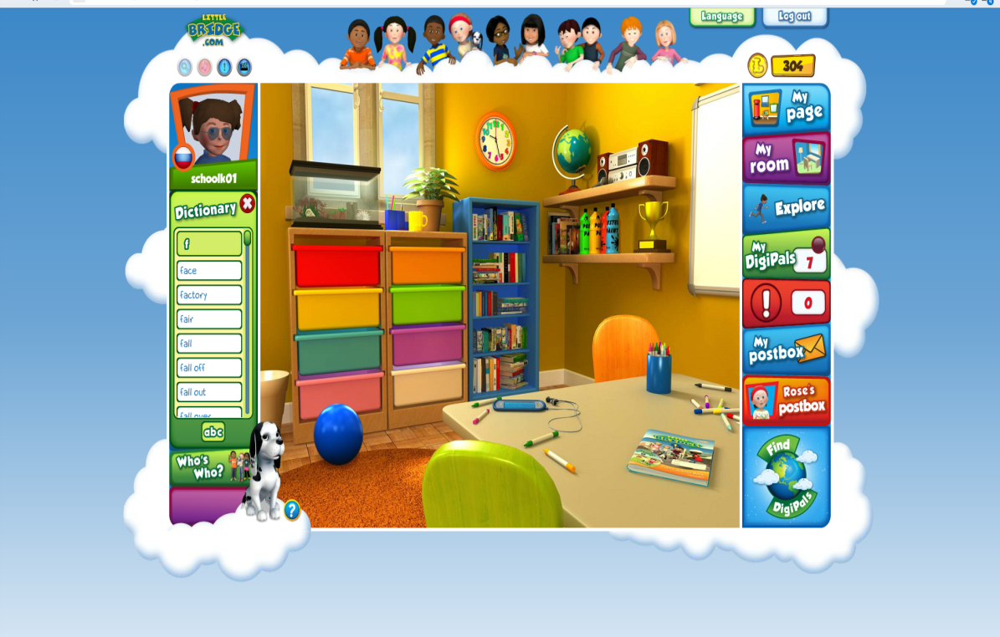 LITTLE
BRIDGE
.COM
Language
Log out
304
schoolk01
Dictionary
f
face
factory
fair
fall
fall off
fall out
fall over
abc
Who's
Who?
?
My
page
My
room
Explore
My
DigiPals
7
!
0
My
postbox
Rose's
postbox
Find
DigiPals